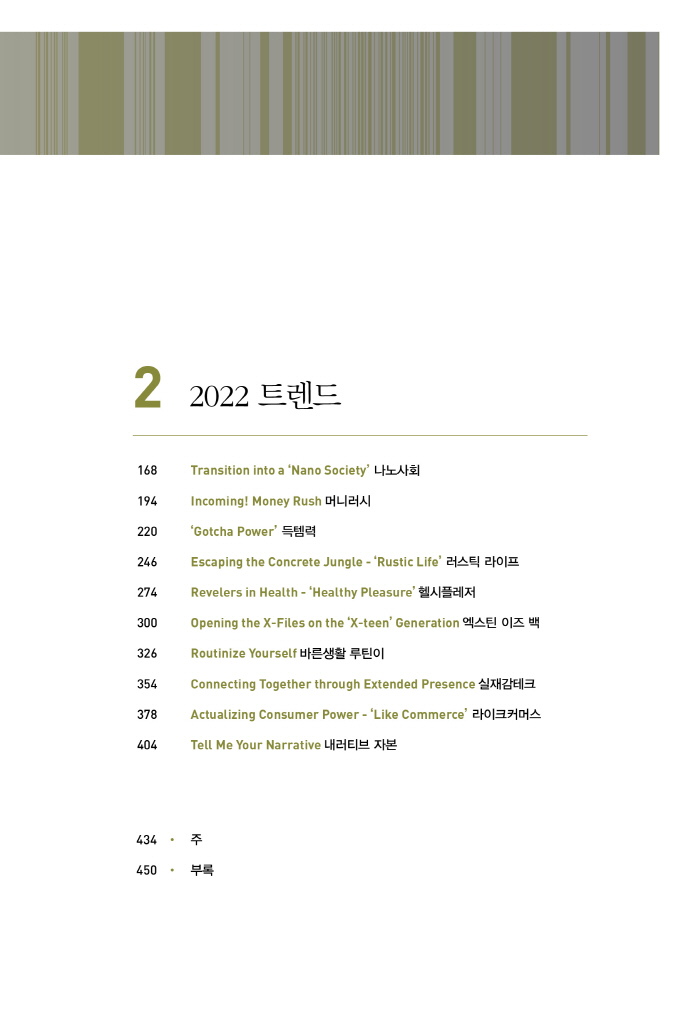 2 2022 트렌드
168 Transition into a ‘Nano Society’ 나노사회
194 Incoming! Money Rush 머니러시
220 ‘Gotcha Power’ 득템력
246 Escaping the Concrete Jungle - ‘Rustic Life’ 러스틱 라이프
274 Revelers in Health - ‘Healthy Pleasure’ 헬시플레저
300 Opening the X-Files on the ‘X-teen’ Generation 엑스틴 이즈 백
326 Routinize Yourself 바른생활 루틴이
354 Connecting Together through Extended Presence 실재감테크
378 Actualizing Consumer Power - ‘Like Commerce’ 라이크커머스
404 Tell Me Your Narrative 내러티브 자본
434 • 주
450 • 부록